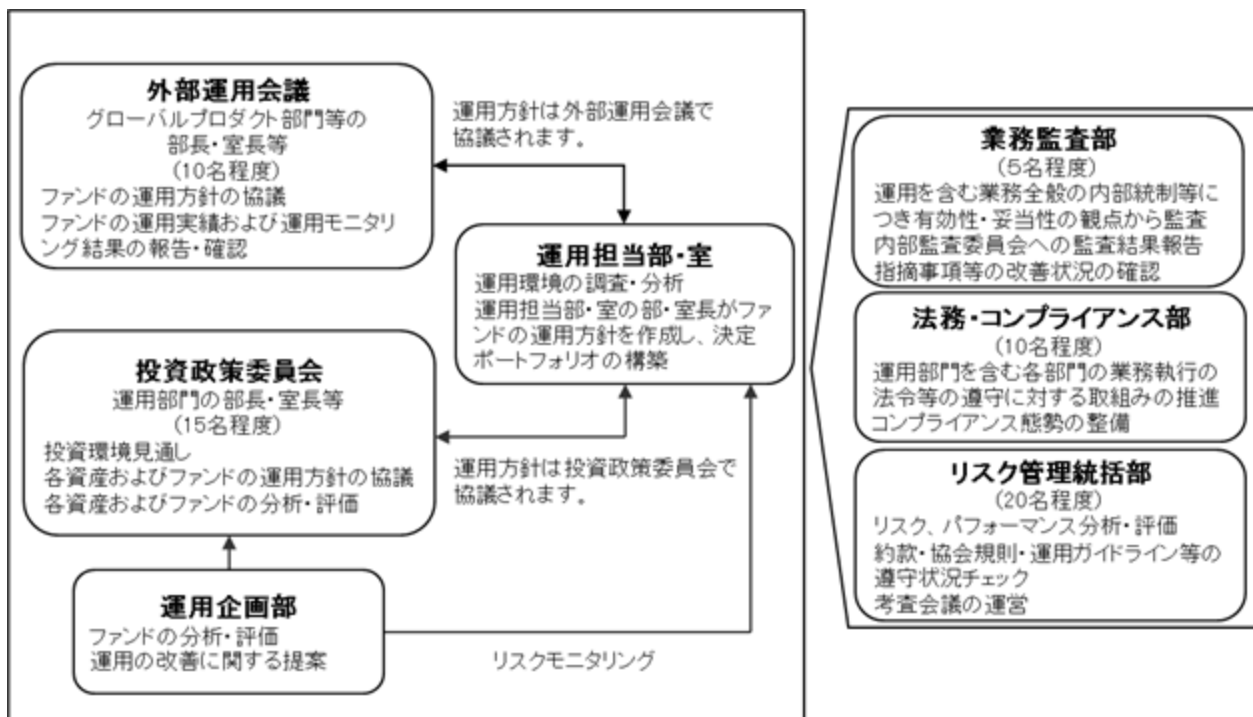 外部運用会議
グローバルプロダクト部門等の
部長・室長等
(10名程度)
ファンドの運用方針の協議
ファンドの運用実績および運用モニタリ
ング結果の報告・確認
運用方針は外部運用会議で
協議されます。
運用担当部・室
運用環境の調査・分析
運用担当部・室の部・室長がファ
ンドの運用方針を作成し、決定
ポートフォリオの構築
投資政策委員会
運用部門の部長・室長等
(15名程度)
投資環境見通し
各資産およびファンドの運用方針の協議
各資産およびファンドの分析・評価
運用方針は投資政策委員会で
協議されます。
運用企画部
ファンドの分析・評価
運用の改善に関する提案
リスクモニタリング
業務監査部
(5名程度)
運用を含む業務全般の内部統制等に
つき有効性・妥当性の観点から監査
内部監査委員会への監査結果報告
指摘事項等の改善状況の確認
法務・コンプライアンス部
(10名程度)
運用部門を含む各部門の業務執行の
法令等の遵守に対する取組みの推進
コンプライアンス態勢の整備
リスク管理統括部
(20名程度)
リスク、パフォーマンス分析・評価
約款・協会規則・運用ガイドライン等の
遵守状況チェック
考査会議の運営